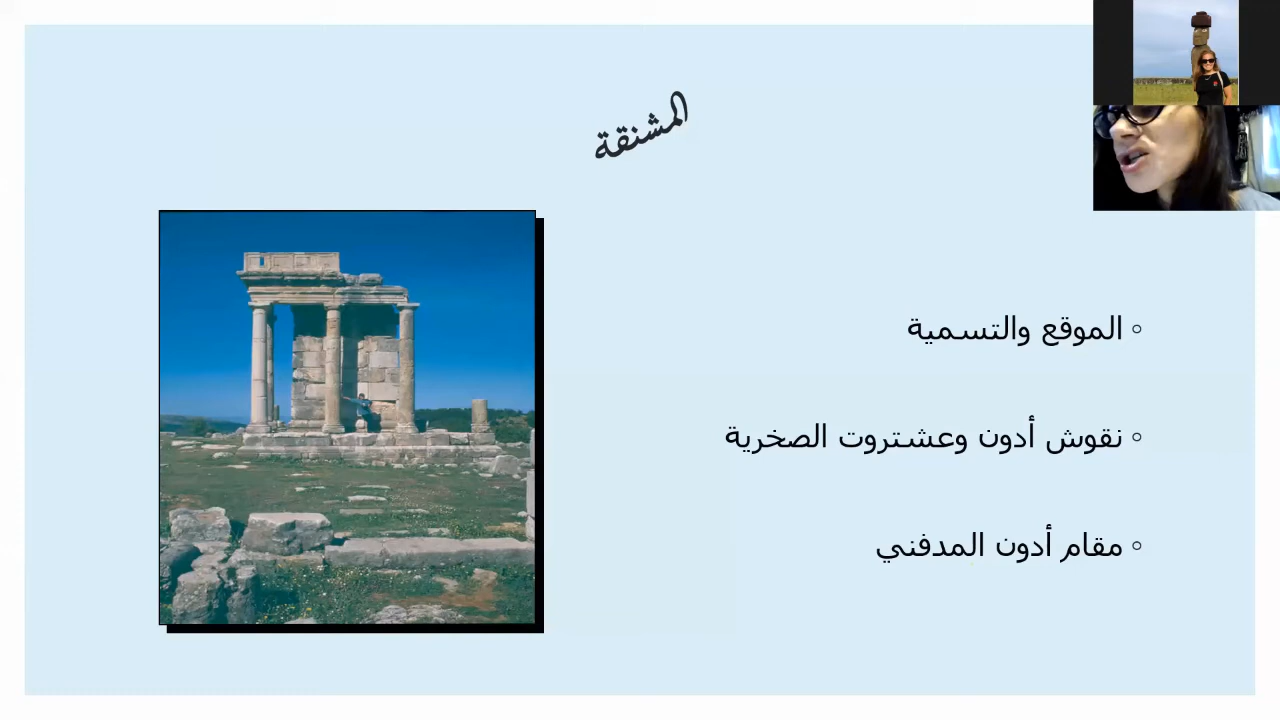 المشنقة
الموقع والتسمية
نقوش أدون وعشتروت الصخرية
مقام أدون المدفني